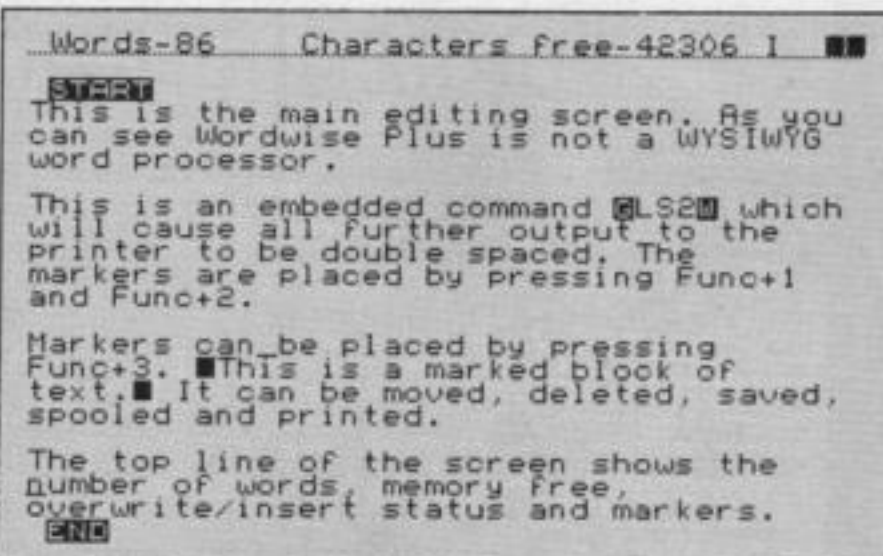 Words-86 Characters free-42306 I
START
This is the main editing screen. As you
can see Wordwise Plus is not a WYSIWYG
word processor.
This is an embedded command GLS2W which
will cause all further output to the
printer to be double spaced. The
markers are placed by pressing Func+1
and Func+2.
Markers can be placed by pressing
Func+3. ■This is a marked block of
text.■ It can be moved, deleted, saved,
spooled and printed.
The top line of the screen shows the
number of words, memory free,
overwrite/insert status and markers.
END